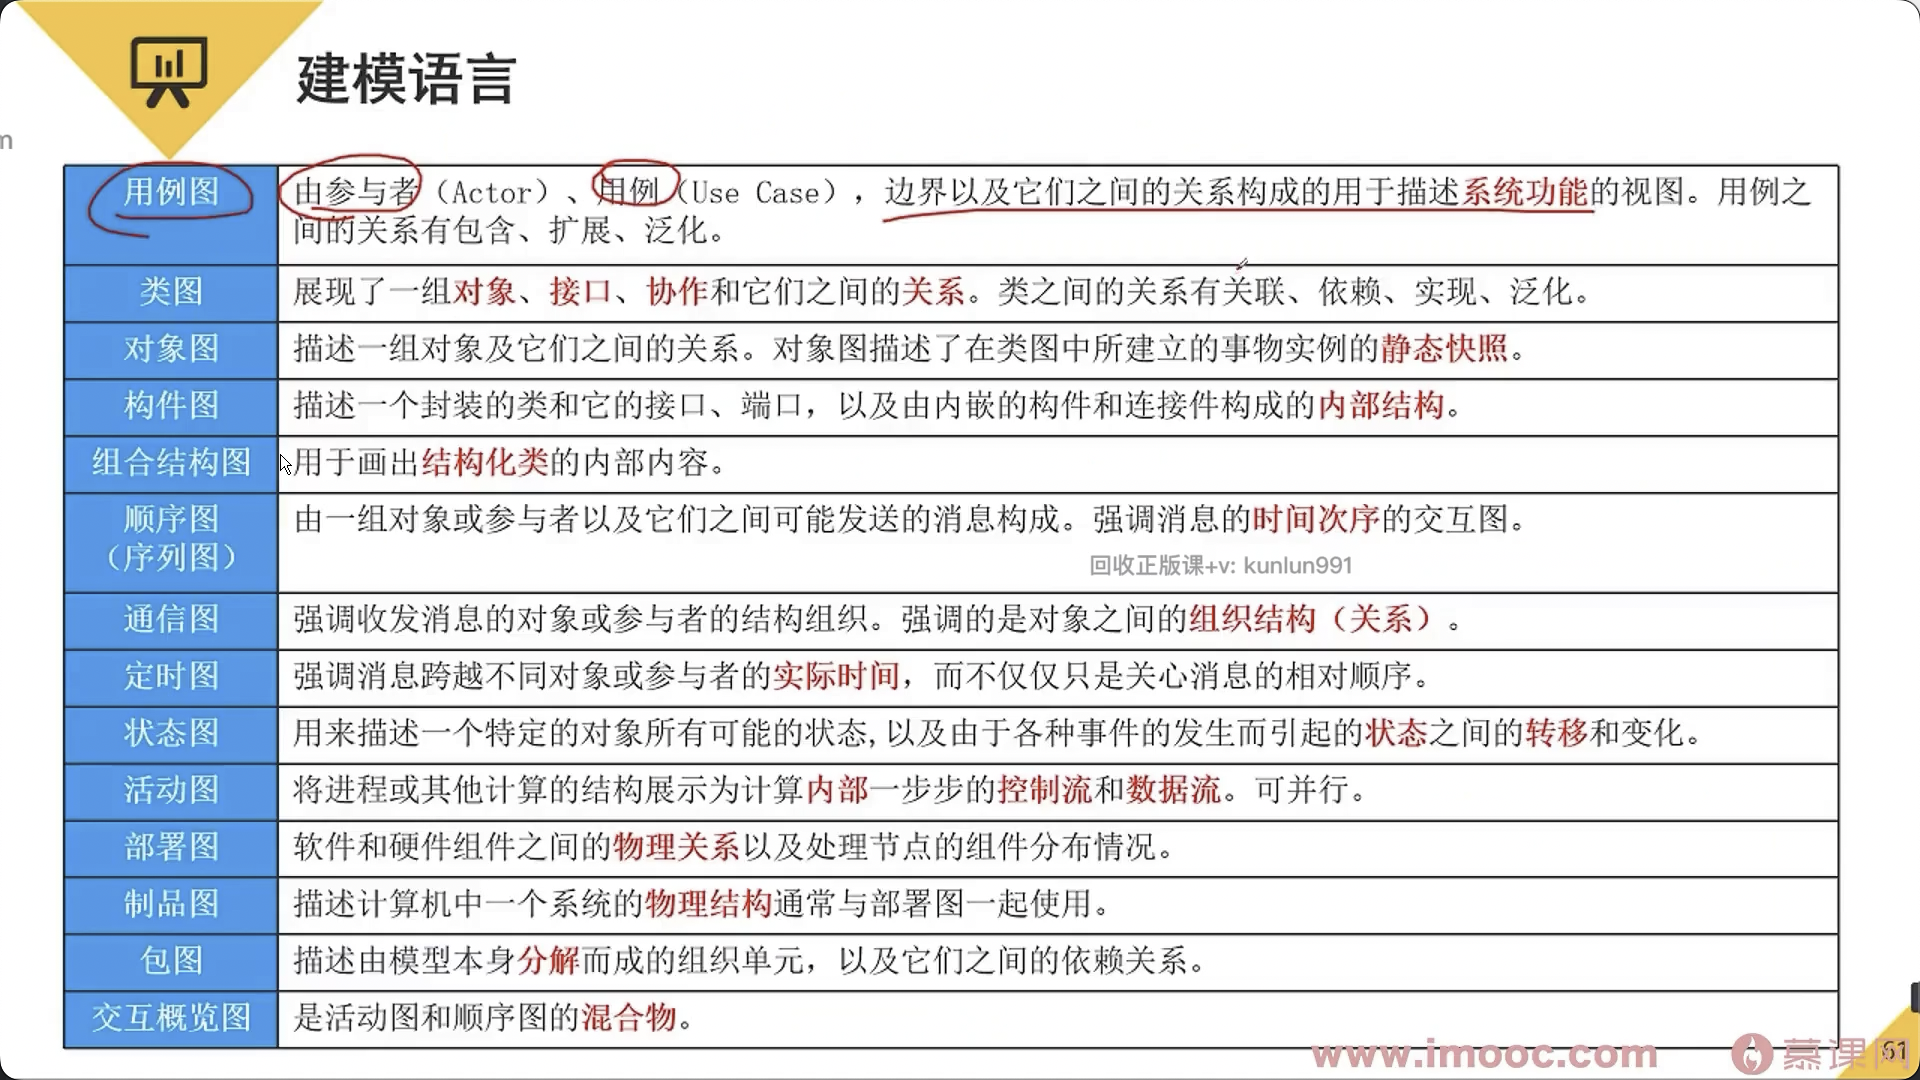 建模语言
m
用例图
由参与者（Actor）、用例（Use Case），边界以及它们之间的关系构成的用于描述系统功能的视图。用例之
间的关系有包含、扩展、泛化。
类图
展现了一组对象、接口、协作和它们之间的关系。类之间的关系有关联、依赖、实现、泛化。
对象图
描述一组对象及它们之间的关系。对象图描述了在类图中所建立的事物实例的静态快照。
构件图
描述一个封装的类和它的接口、端口，以及由内嵌的构件和连接件构成的内部结构。
组合结构图
用于画出结构化类的内部内容。
顺序图
（序列图）
由一组对象或参与者以及它们之间可能发送的消息构成。强调消息的时间次序的交互图。
回收正版课+v: kunlun991
通信图
强调收发消息的对象或参与者的结构组织。强调的是对象之间的组织结构（关系）。
定时图
强调消息跨越不同对象或参与者的实际时间，而不仅仅只是关心消息的相对顺序。
状态图
用来描述一个特定的对象所有可能的状态,以及由于各种事件的发生而引起的状态之间的转移和变化。
活动图
将进程或其他计算的结构展示为计算内部一步步的控制流和数据流。可并行。
部署图
软件和硬件组件之间的物理关系以及处理节点的组件分布情况。
制品图
描述计算机中一个系统的物理结构通常与部署图一起使用。
包图
描述由模型本身分解而成的组织单元，以及它们之间的依赖关系。
交互概览图
是活动图和顺序图的混合物。
www.imooc.com
慕课网
61